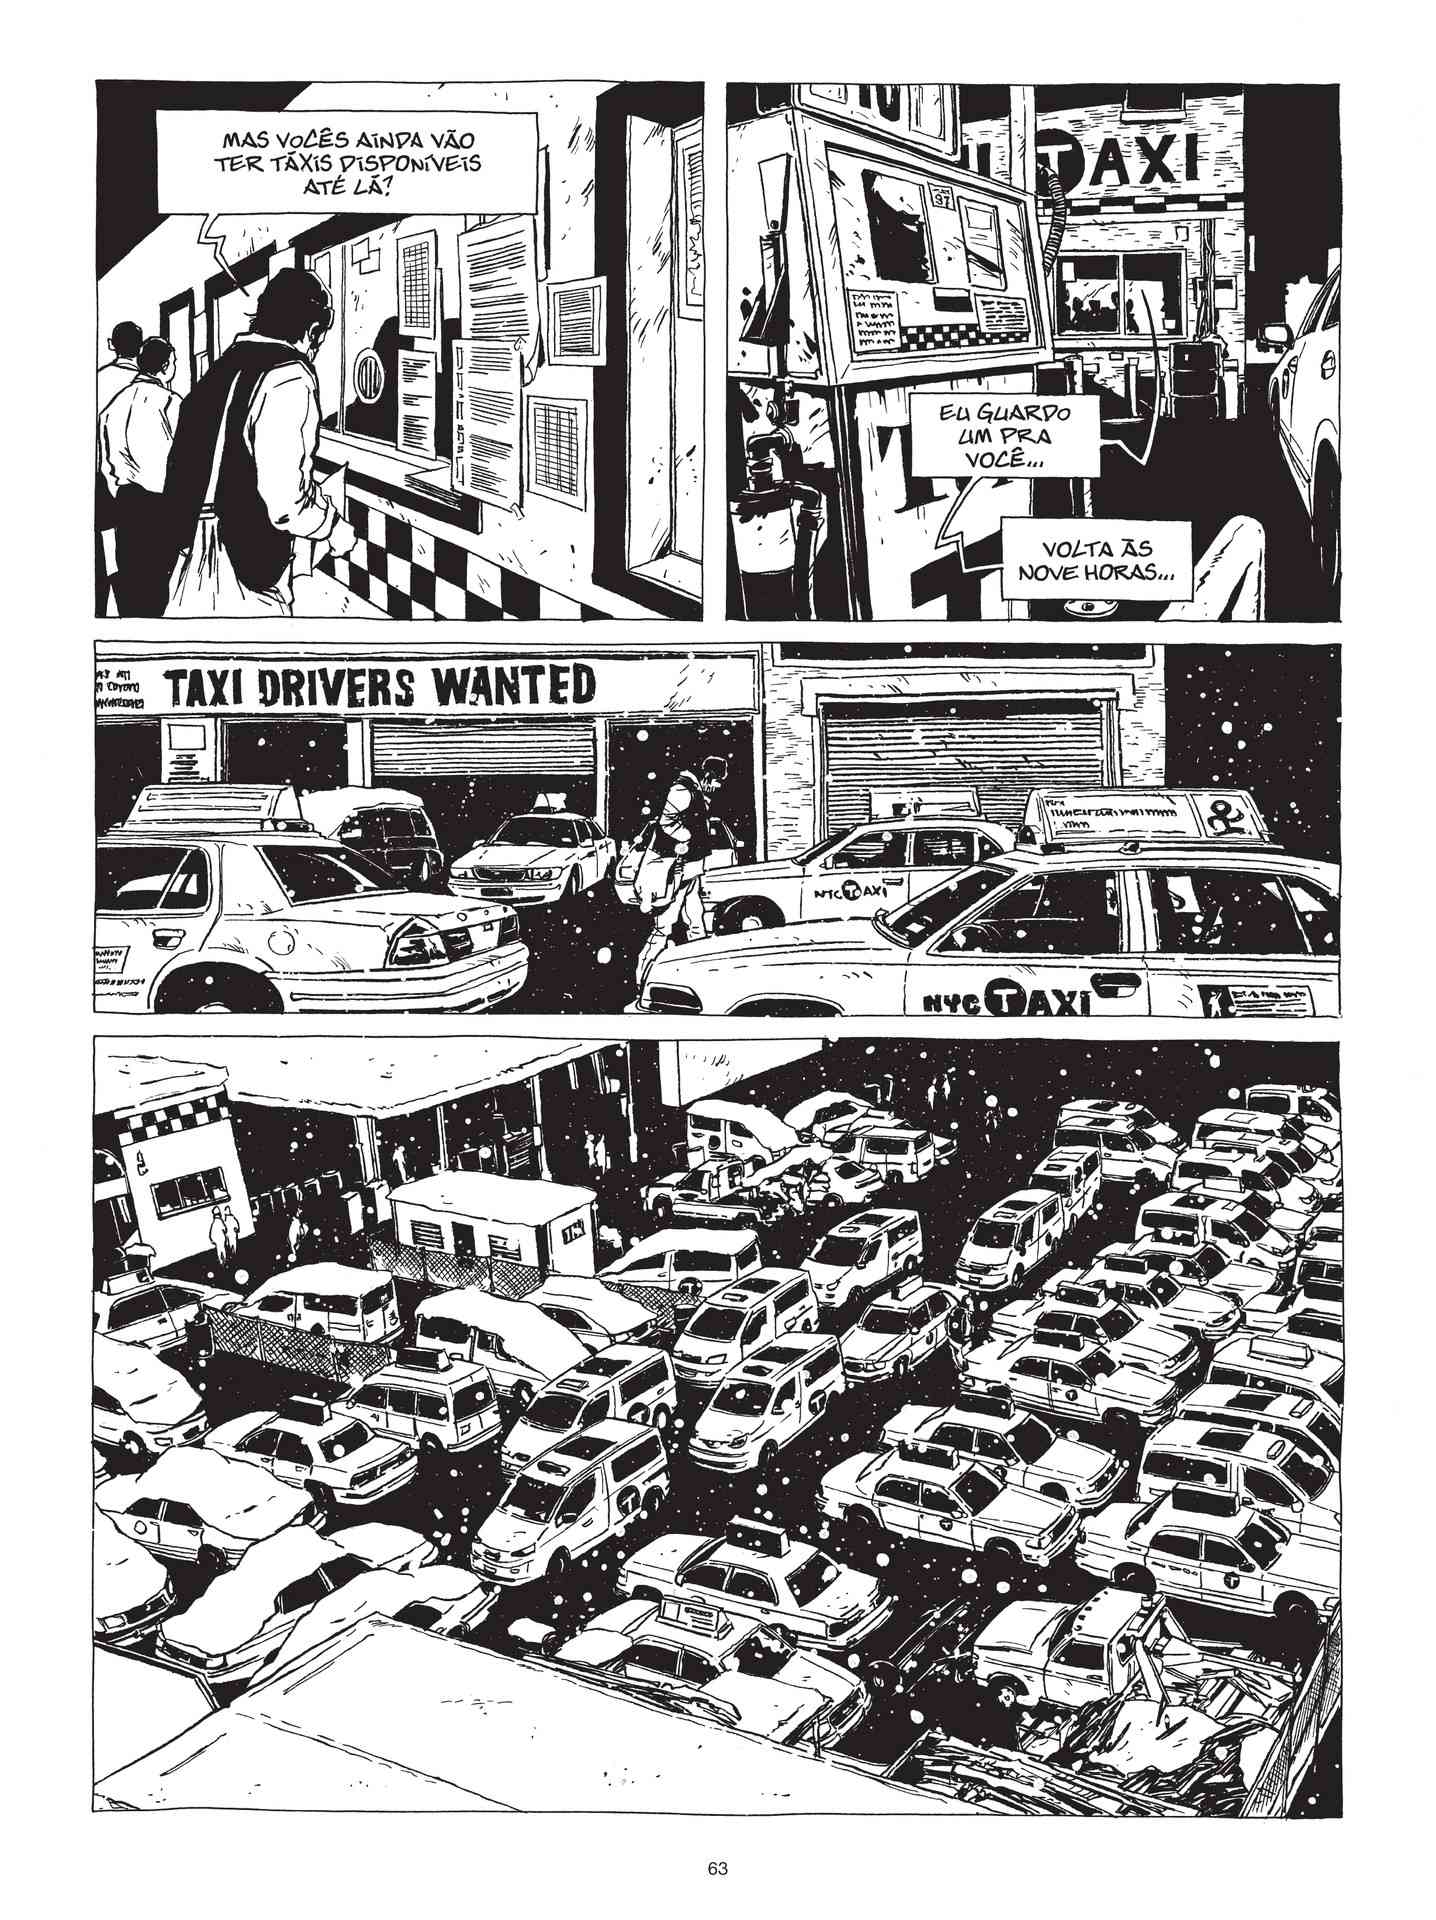 MAS VOCÊS AINDA VÃO
TER TÁXIS DISPONÍVEIS
ATÉ LÁ?
TAXI
EU GUARDO
UM PRA
VOCÊ...
VOLTA ÀS
NOVE HORAS...
TAXI DRIVERS WANTED
NYC TAXI
NYC TAXI
63